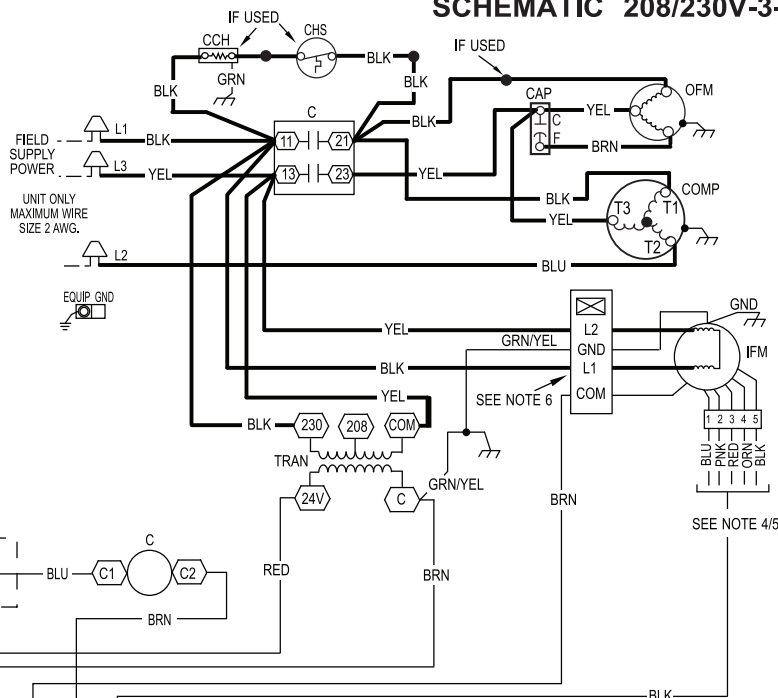 SCHEMATIC 208/230V-3-
IF USED
CCH
CHS
BLK
IF USED
GRN
BLK
BLK
CAP
OFM
C
BLK
YEL
C
F
BRN
FIELD
SUPPLY
POWER
L1
BLK
11
21
L3
YEL
13
23
YEL
BLK
COMP
UNIT ONLY
MAXIMUM WIRE
SIZE 2 AWG.
YEL
T3
T1
T2
L2
BLU
EQUIP GND
GND
YEL
GRN/YEL
L2
GND
L1
COM
IFM
BLK
SEE NOTE 6
YEL
BLK
230
208
COM
1 2 3 4 5
TRAN
BLU
PNK
RED
ORN
BLK
GRN/YEL
24V
C
BRN
SEE NOTE 4/5
C
BLU
C1
C2
RED
BRN
BRN
BLK